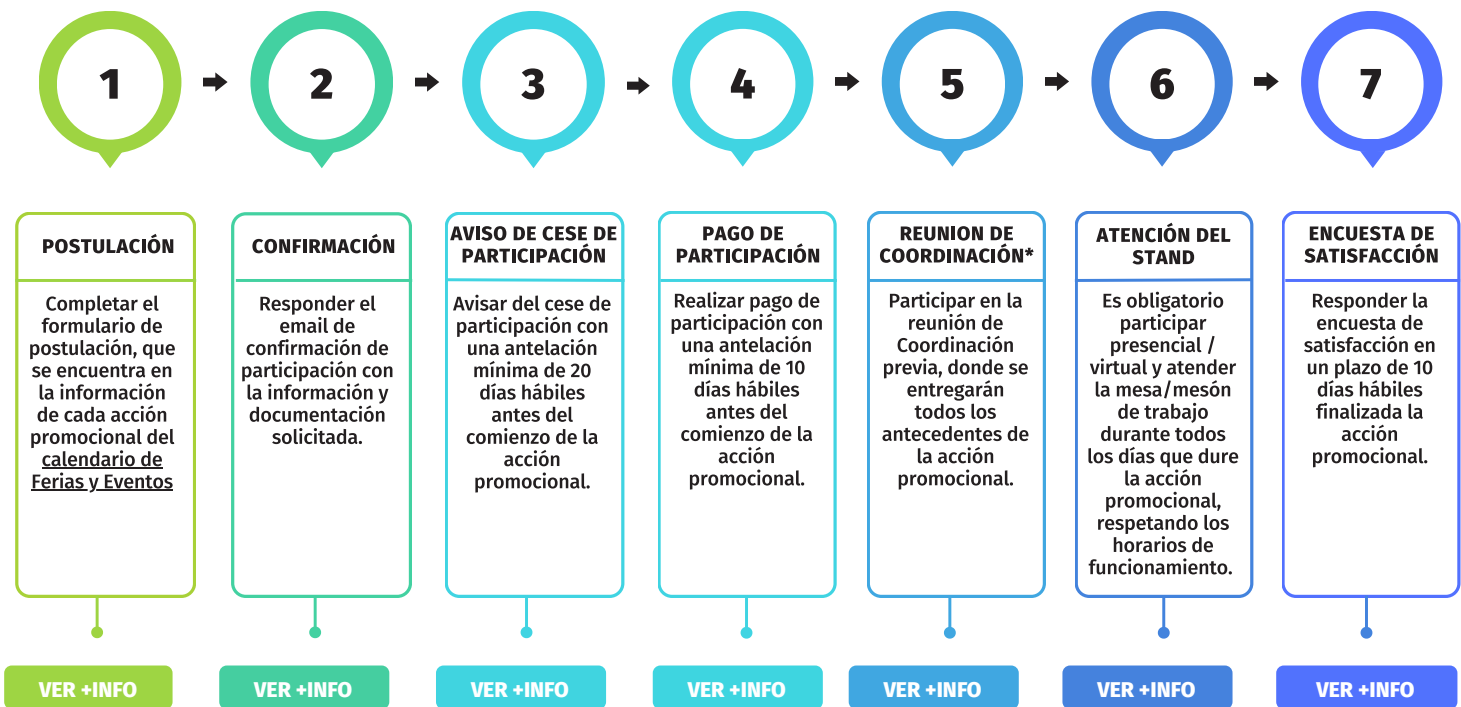 1
2
3
4
5
6
7
POSTULACIÓN
Completar el
formulario de
postulación, que
se encuentra en
la información
de cada acción
promocional del
calendario de
Ferias y Eventos
VER +INFO
CONFIRMACIÓN
Responder el
email de
confirmación de
participación con
la información y
documentación
solicitada.
VER +INFO
AVISO DE CESE DE
PARTICIPACIÓN
Avisar del cese de
participación con
una antelación
mínima de 20
días hábiles
antes del
comienzo de la
acción
promocional.
VER +INFO
PAGO DE
PARTICIPACIÓN
Realizar pago de
participación con
una antelación
mínima de 10
días hábiles
antes del
comienzo de la
acción
promocional.
VER +INFO
REUNION DE
COORDINACIÓN*
Participar en la
reunión de
Coordinación
previa, donde se
entregarán
todos los
antecedentes de
la acción
promocional.
VER +INFO
ATENCIÓN DEL
STAND
Es obligatorio
participar
presencial /
virtual y atender
la mesa/mesón
de trabajo
durante todos
los días que dure
la acción
promocional,
respetando los
horarios de
funcionamiento.
VER +INFO
ENCUESTA DE
SATISFACCIÓN
Responder la
encuesta de
satisfacción en
un plazo de 10
días hábiles
finalizada la
acción
promocional.
VER +INFO